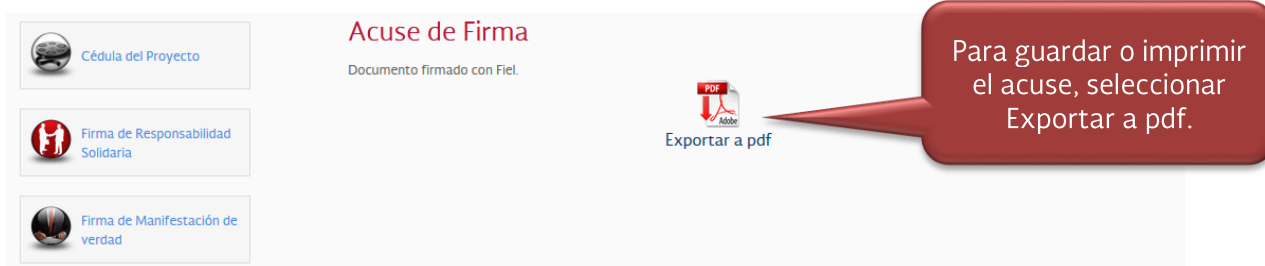 Cédula del Proyecto
Firma de Responsabilidad
Solidaria
Firma de Manifestación de
verdad
Acuse de Firma
Documento firmado con Fiel.
PDF
Adobe
Exportar a pdf
Para guardar o imprimir
el acuse, seleccionar
Exportar a pdf.